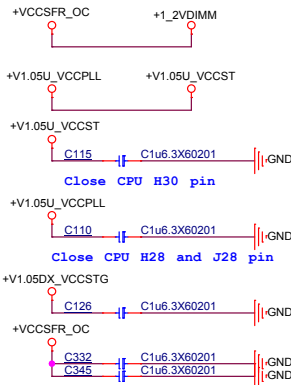 +VCCSFR_OC +1_2VDIMM
+V1.05U_VCCPLL +V1.05U_VCCST
+V1.05U_VCCST
C115 C1u6.3X60201 GND
Close CPU H30 pin
+V1.05U_VCCPLL
C110 C1u6.3X60201 GND
Close CPU H28 and J28 pin
+V1.05DX_VCCSTG
C126 C1u6.3X60201 GND
+VCCSFR_OC
C332 C1u6.3X60201 GND
C345 C1u6.3X60201 GND